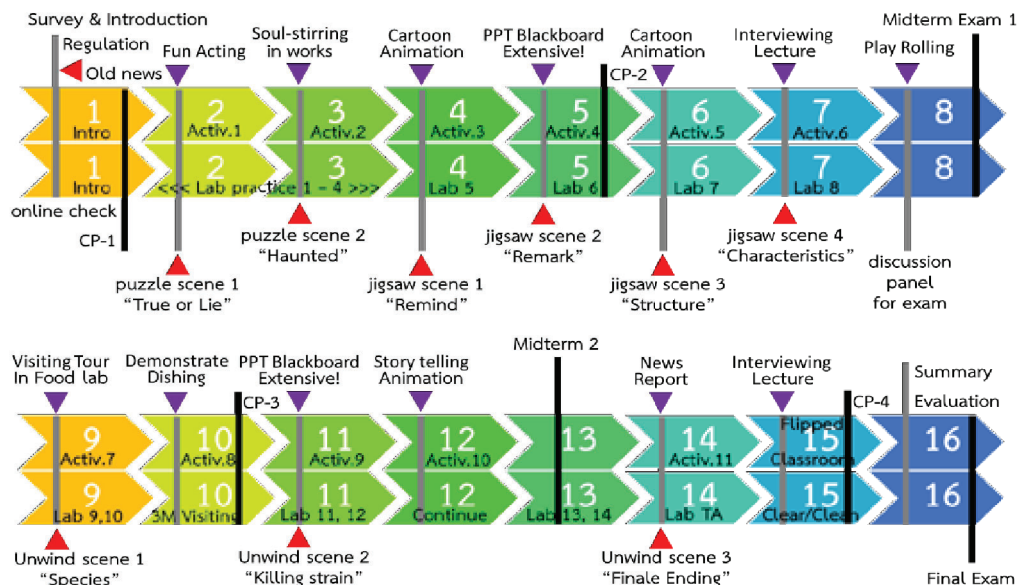 Survey & Introduction
Regulation
Old news
Fun Acting
Soul-stirring
in works
Cartoon
Animation
PPT Blackboard
Extensive!
CP-2
Cartoon
Animation
Interviewing
Lecture
Play Rolling
Midterm Exam 1
1
Intro
2
Activ.1
3
Activ.2
4
Activ.3
5
Activ.4
6
Activ.5
7
Activ.6
8
1
Intro
2
3
<<< Lab practice 1 – 4 >>>
4
Lab 5
5
Lab 6
6
Lab 7
7
Lab 8
8
online check
CP-1
puzzle scene 1
“True or Lie”
puzzle scene 2
“Haunted”
jigsaw scene 1
“Remind”
jigsaw scene 2
“Remark”
jigsaw scene 3
“Structure”
jigsaw scene 4
“Characteristics”
discussion
panel
for exam
Visiting Tour
In Food lab
Demonstrate
Dishing
CP-3
PPT Blackboard
Extensive!
Story telling
Animation
Midterm 2
News
Report
Interviewing
Lecture
CP-4
Summary
Evaluation
9
Activ.7
10
Activ.8
11
Activ.9
12
Activ.10
13
14
Activ.11
Flipped
15
Classroom
16
9
Lab 9,10
10
3M Visiting
11
Lab 11, 12
12
Continue
13
Lab 13, 14
14
Lab TA
15
Clear/Clean
16
Unwind scene 1
“Species”
Unwind scene 2
“Killing strain”
Unwind scene 3
“Finale Ending”
Final Exam